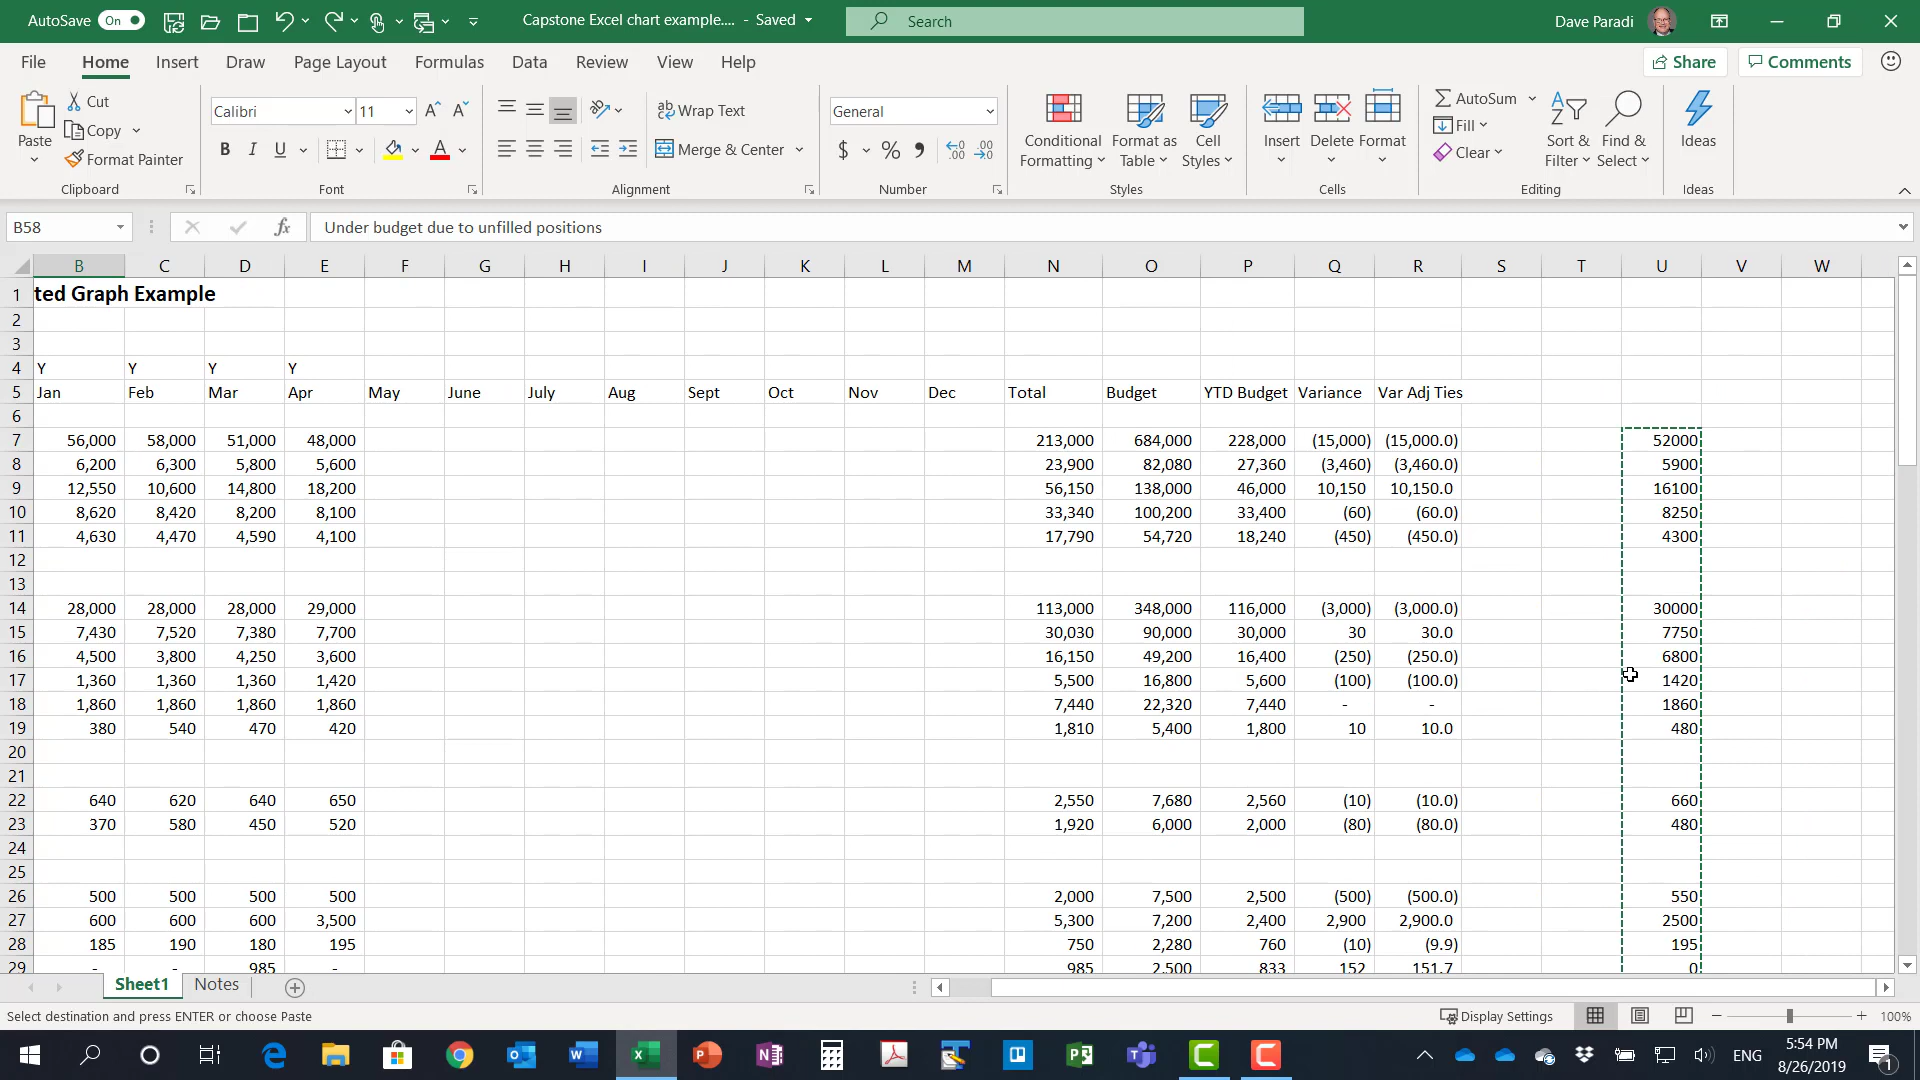 AutoSave On Capstone Excel chart example.... - Saved Search Dave Paradi
File Home Insert Draw Page Layout Formulas Data Review View Help Share Comments
Paste Cut Copy Format Painter Clipboard
Calibri 11 B I U A Font
Wrap Text Merge & Center Alignment
General $ % Number
Conditional Formatting Format as Table Cell Styles Styles
Insert Delete Format Cells
AutoSum Fill Clear Sort & Filter Find & Select Editing
Ideas Ideas
B58 fx Under budget due to unfilled positions
B C D E F G H I J K L M N O P Q R S T U V W
1 ted Graph Example
2
3
4 Y Y Y Y
5 Jan Feb Mar Apr May June July Aug Sept Oct Nov Dec Total Budget YTD Budget Variance Var Adj Ties
6
7 56,000 58,000 51,000 48,000 213,000 684,000 228,000 (15,000) (15,000.0) 52000
8 6,200 6,300 5,800 5,600 23,900 82,080 27,360 (3,460) (3,460.0) 5900
9 12,550 10,600 14,800 18,200 56,150 138,000 46,000 10,150 10,150.0 16100
10 8,620 8,420 8,200 8,100 33,340 100,200 33,400 (60) (60.0) 8250
11 4,630 4,470 4,590 4,100 17,790 54,720 18,240 (450) (450.0) 4300
12
13
14 28,000 28,000 28,000 29,000 113,000 348,000 116,000 (3,000) (3,000.0) 30000
15 7,430 7,520 7,380 7,700 30,030 90,000 30,000 30 30.0 7750
16 4,500 3,800 4,250 3,600 16,150 49,200 16,400 (250) (250.0) 6800
17 1,360 1,360 1,360 1,420 5,500 16,800 5,600 (100) (100.0) 1420
18 1,860 1,860 1,860 1,860 7,440 22,320 7,440 - - 1860
19 380 540 470 420 1,810 5,400 1,800 10 10.0 480
20
21
22 640 620 640 650 2,550 7,680 2,560 (10) (10.0) 660
23 370 580 450 520 1,920 6,000 2,000 (80) (80.0) 480
24
25
26 500 500 500 500 2,000 7,500 2,500 (500) (500.0) 550
27 600 600 600 3,500 5,300 7,200 2,400 2,900 2,900.0 2500
28 185 190 180 195 750 2,280 760 (10) (9.9) 195
29 - - 985 - 985 2,500 833 152 151.7 0
Sheet1 Notes
Select destination and press ENTER or choose Paste Display Settings 100%
ENG 5:54 PM
8/26/2019 1